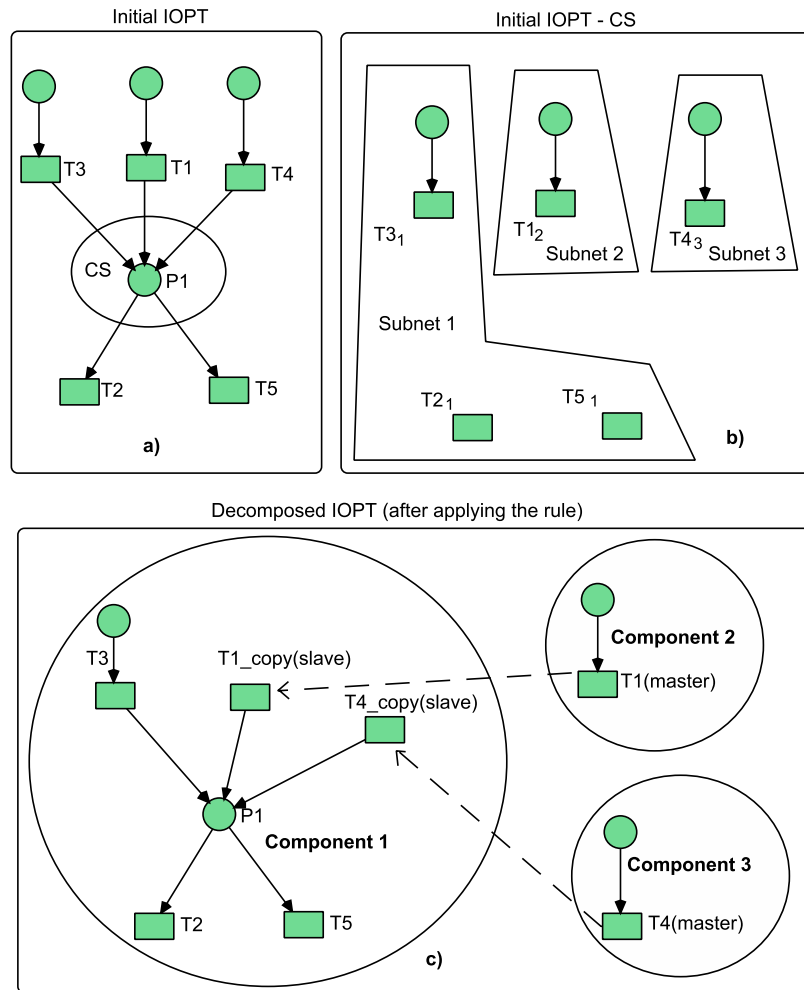 Initial IOPT
T3
T1
T4
CS
P1
T2
T5
a)
Initial IOPT - CS
T3₁
T1₂
T4₃
Subnet 2
Subnet 3
Subnet 1
T2₁
T5₁
b)
Decomposed IOPT (after applying the rule)
T3
T1_copy(slave)
T4_copy(slave)
P1
Component 1
T2
T5
Component 2
T1(master)
Component 3
T4(master)
c)